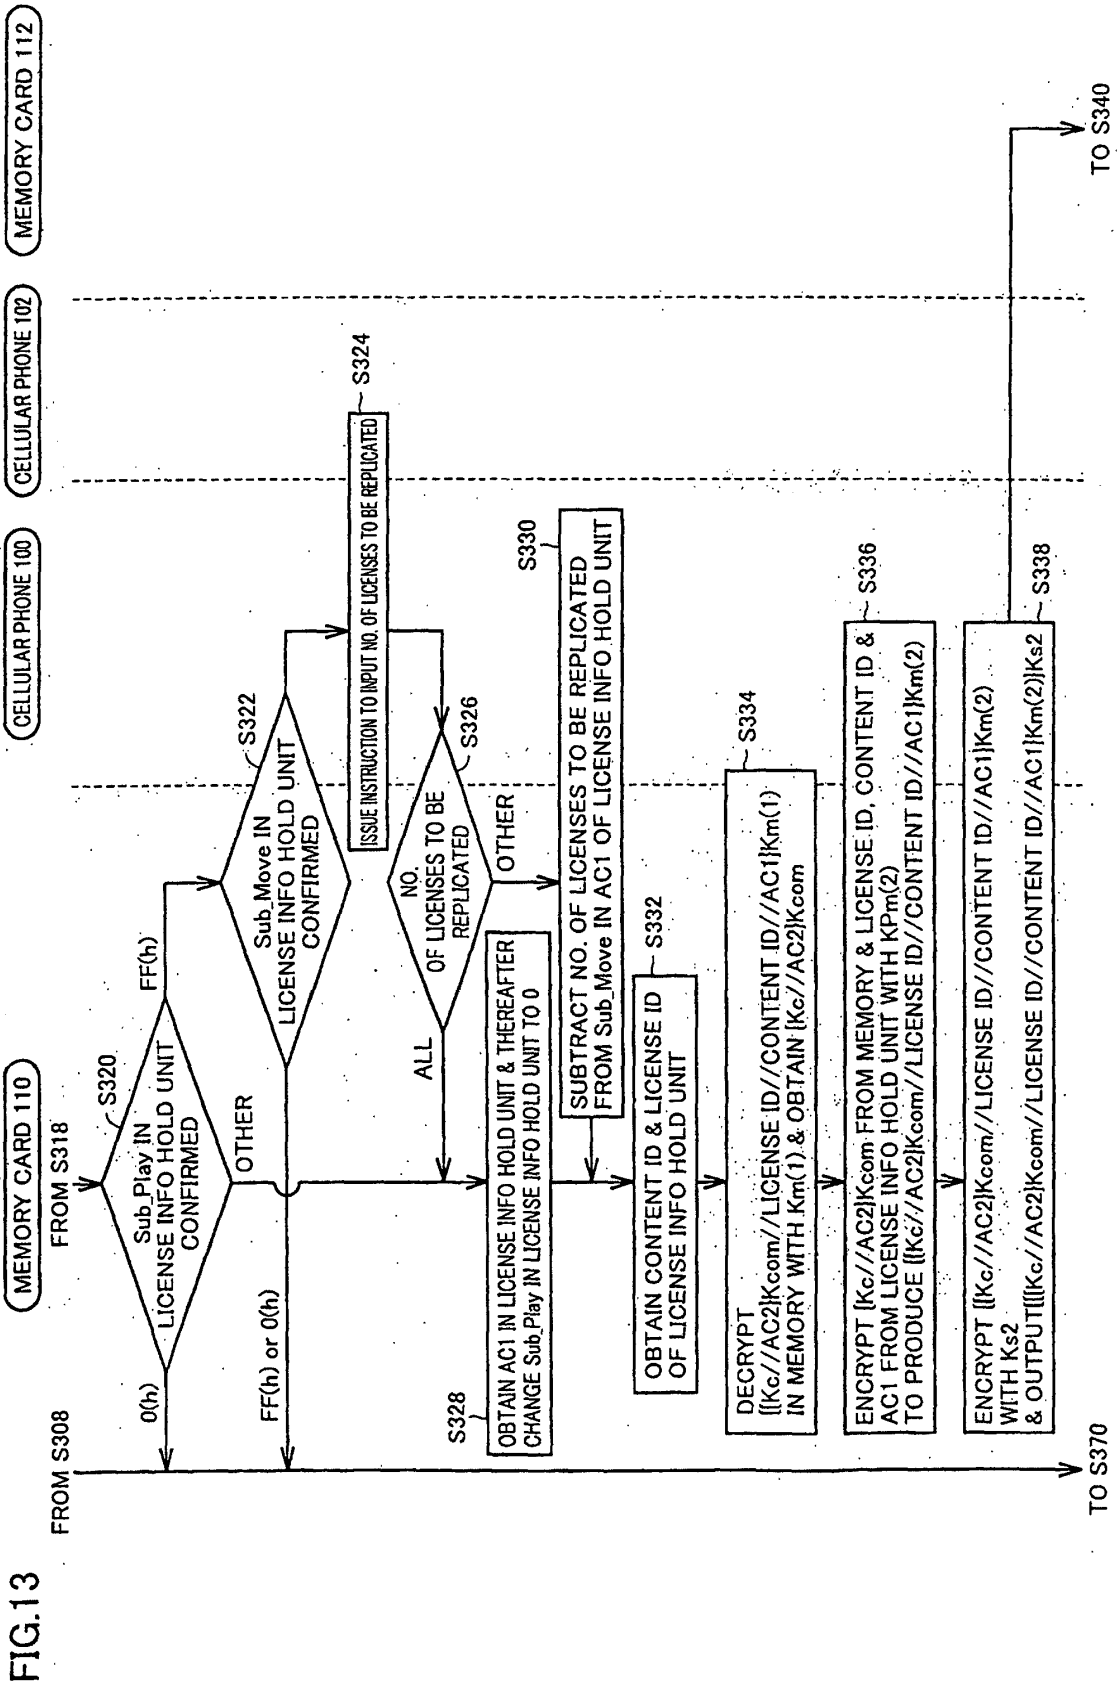 FIG.13
MEMORY CARD 110
CELLULAR PHONE 100
CELLULAR PHONE 102
MEMORY CARD 112
FROM S308
FROM S318
S320
Sub_Play IN
LICENSE INFO HOLD UNIT
CONFIRMED
0(h)
FF(h)
OTHER
S322
Sub_Move IN
LICENSE INFO HOLD UNIT
CONFIRMED
FF(h) or 0(h)
S324
ISSUE INSTRUCTION TO INPUT NO. OF LICENSES TO BE REPLICATED
S326
NO.
OF LICENSES TO BE
REPLICATED
ALL
OTHER
S328
OBTAIN AC1 IN LICENSE INFO HOLD UNIT & THEREAFTER
CHANGE Sub_Play IN LICENSE INFO HOLD UNIT TO 0
S330
SUBTRACT NO. OF LICENSES TO BE REPLICATED
FROM Sub_Move IN AC1 OF LICENSE INFO HOLD UNIT
S332
OBTAIN CONTENT ID & LICENSE ID
OF LICENSE INFO HOLD UNIT
S334
DECRYPT
{{Kc//AC2}Kcom//LICENSE ID//CONTENT ID//AC1}Km(1)
IN MEMORY WITH Km(1) & OBTAIN {Kc//AC2}Kcom
S336
ENCRYPT {Kc//AC2}Kcom FROM MEMORY & LICENSE ID, CONTENT ID &
AC1 FROM LICENSE INFO HOLD UNIT WITH KPm(2)
TO PRODUCE {{Kc//AC2}Kcom//LICENSE ID//CONTENT ID//AC1}Km(2)
S338
ENCRYPT {{Kc//AC2}Kcom//LICENSE ID//CONTENT ID//AC1}Km(2)
WITH Ks2
& OUTPUT{{{Kc//AC2}Kcom//LICENSE ID//CONTENT ID//AC1}Km(2)}Ks2
TO S370
TO S340